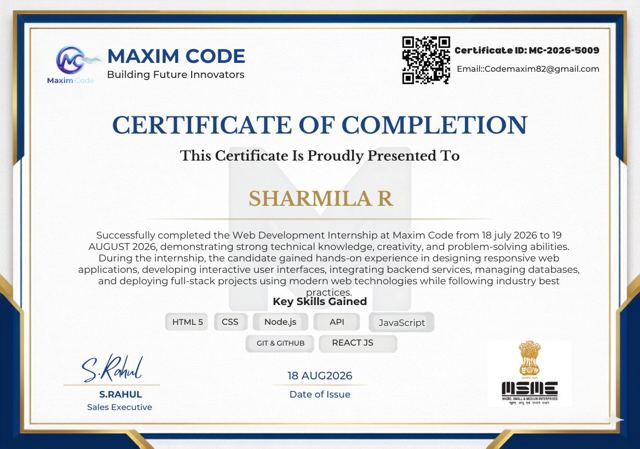 MAXIM CODE
Building Future Innovators
MC
Maxim Code
Certificate ID: MC-2026-5009
Email::Codemaxim82@gmail.com
CERTIFICATE OF COMPLETION
This Certificate Is Proudly Presented To
SHARMILA R
Successfully completed the Web Development Internship at Maxim Code from 18 july 2026 to 19
AUGUST 2026, demonstrating strong technical knowledge, creativity, and problem-solving abilities.
During the internship, the candidate gained hands-on experience in designing responsive web
applications, developing interactive user interfaces, integrating backend services, managing databases,
and deploying full-stack projects using modern web technologies while following industry best
practices.
Key Skills Gained
HTML 5
CSS
Node.js
API
JavaScript
GIT & GITHUB
REACT JS
S.Rahul
S.RAHUL
Sales Executive
18 AUG2026
Date of Issue
MSME
MICRO, SMALL & MEDIUM ENTERPRISES